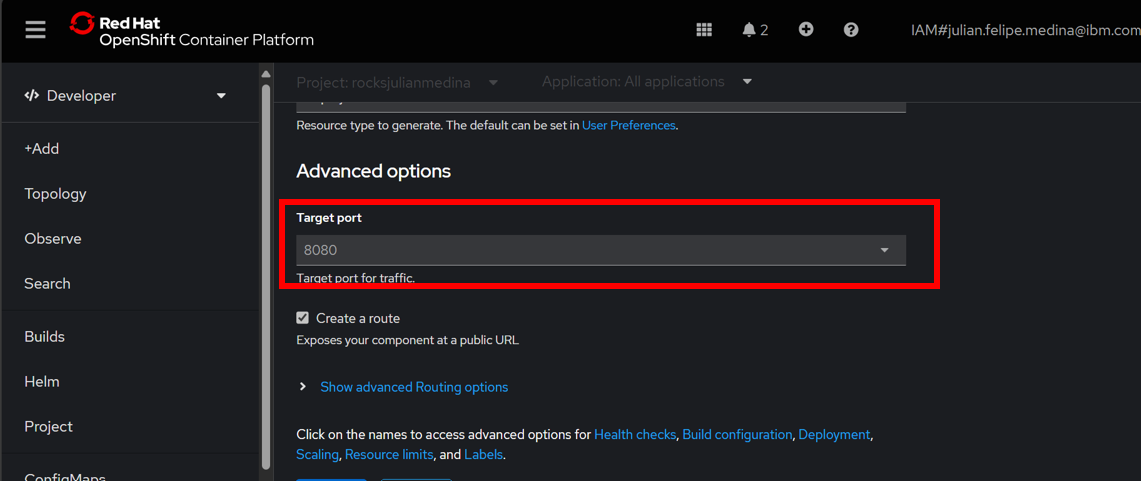 Red Hat
OpenShift Container Platform
2
IAM#julian.felipe.medina@ibm.com
Developer
+Add
Topology
Observe
Search
Builds
Helm
Project
ConfigMaps
Project: rocksjulianmedina
Application: All applications
Resource type to generate. The default can be set in User Preferences.
Advanced options
Target port
8080
Target port for traffic.
Create a route
Exposes your component at a public URL
Show advanced Routing options
Click on the names to access advanced options for Health checks, Build configuration, Deployment,
Scaling, Resource limits, and Labels.